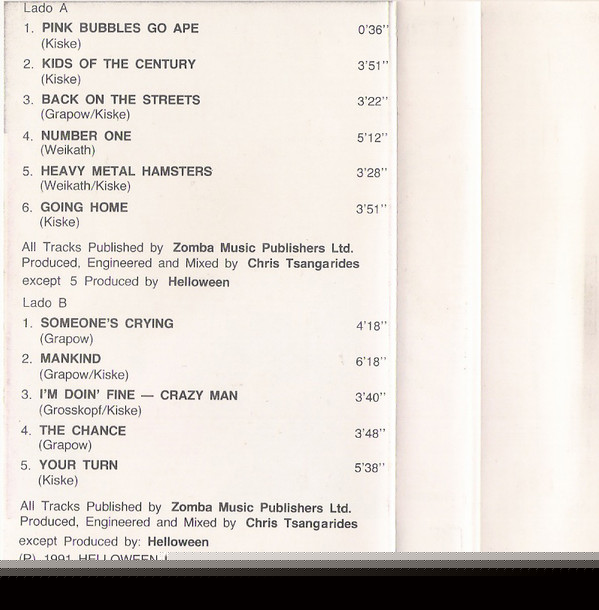 Lado A
1. PINK BUBBLES GO APE 0'36''
(Kiske)
2. KIDS OF THE CENTURY 3'51''
(Kiske)
3. BACK ON THE STREETS 3'22''
(Grapow/Kiske)
4. NUMBER ONE 5'12''
(Weikath)
5. HEAVY METAL HAMSTERS 3'28''
(Weikath/Kiske)
6. GOING HOME 3'51''
(Kiske)
All Tracks Published by Zomba Music Publishers Ltd.
Produced, Engineered and Mixed by Chris Tsangarides
except 5 Produced by Helloween
Lado B
1. SOMEONE'S CRYING 4'18''
(Grapow)
2. MANKIND 6'18''
(Grapow/Kiske)
3. I'M DOIN' FINE — CRAZY MAN 3'40''
(Grosskopf/Kiske)
4. THE CHANCE 3'48''
(Grapow)
5. YOUR TURN 5'38''
(Kiske)
All Tracks Published by Zomba Music Publishers Ltd.
Produced, Engineered and Mixed by Chris Tsangarides
except Produced by: Helloween
(P) 1991 HELLOWEEN